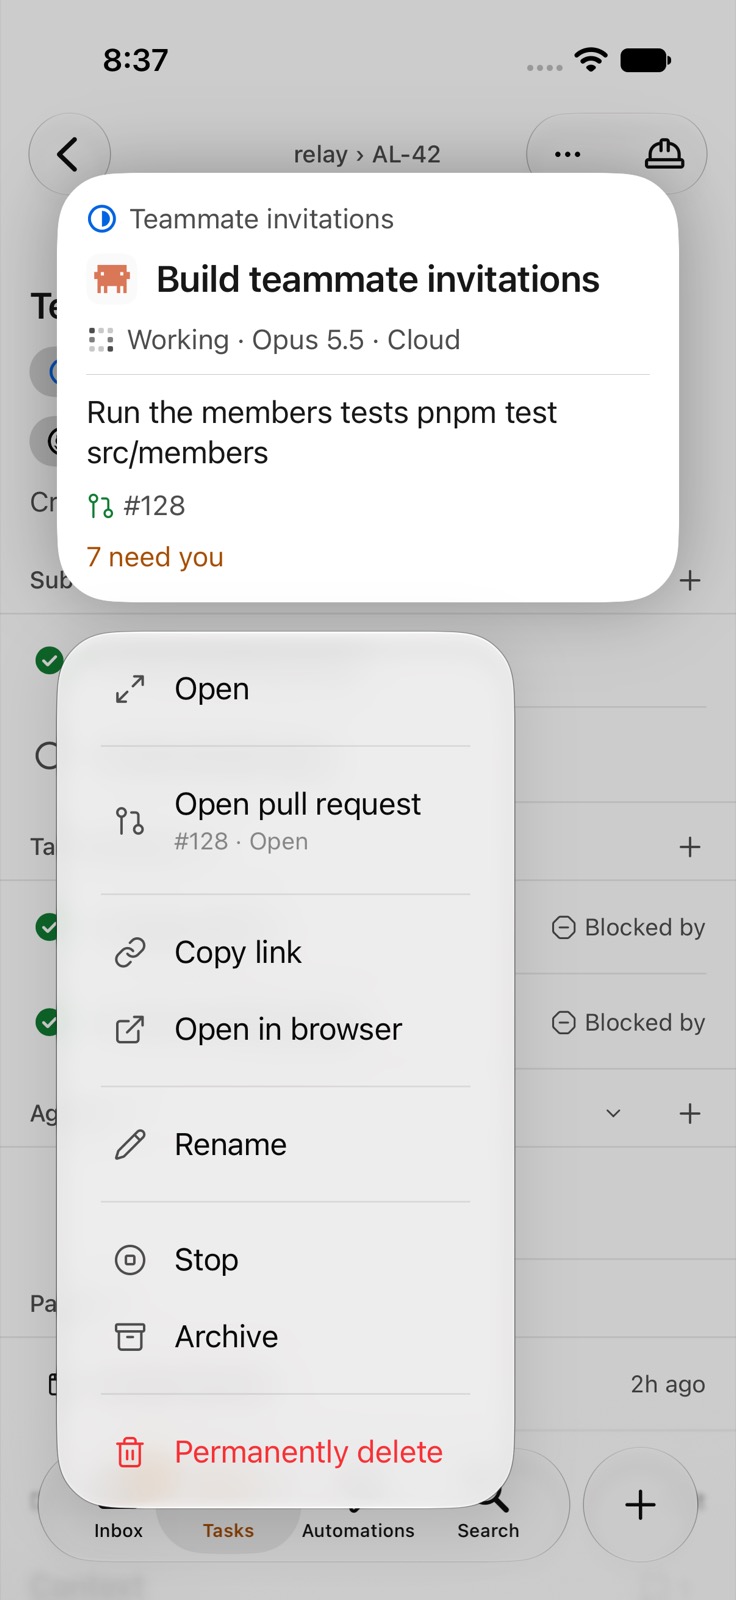 8:37
relay › AL-42
Teammate invitations
Build teammate invitations
Working · Opus 5.5 · Cloud
Run the members tests pnpm test
src/members
#128
7 need you
Sub
Open
Open pull request
#128 · Open
Copy link
Blocked by
Open in browser
Blocked by
Rename
Stop
Archive
2h ago
Permanently delete
Inbox
Tasks
Automations
Search